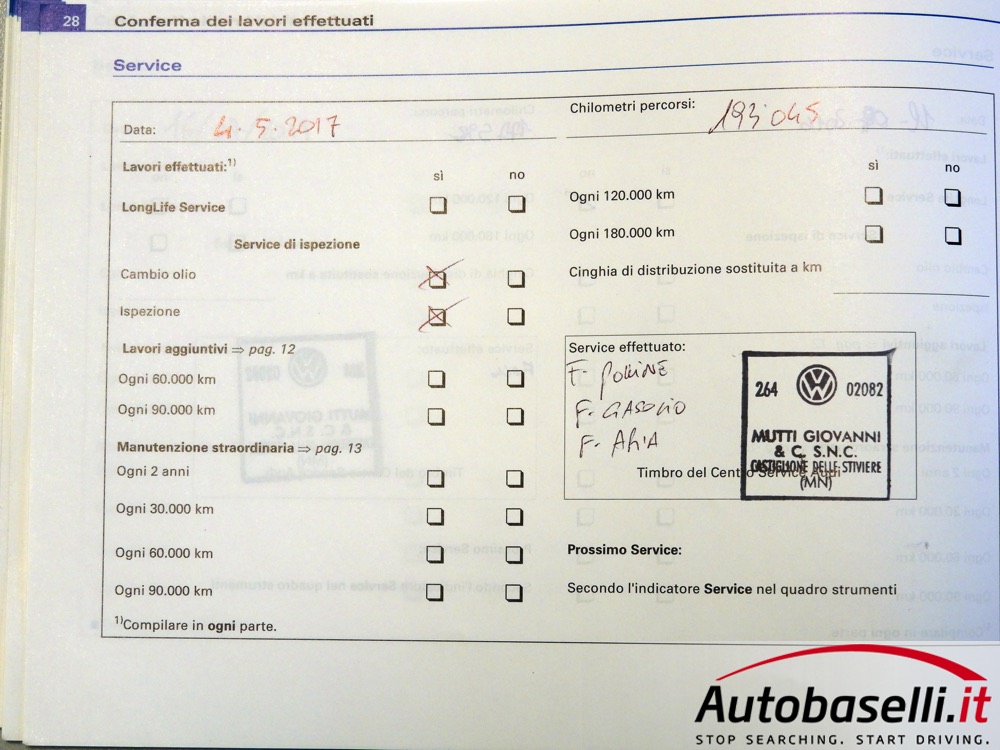 28 Conferma dei lavori effettuati
Service
Data: 4.5.2017
Chilometri percorsi: 193.045
Lavori effettuati:1)
sì no
LongLife Service
Service di ispezione
Cambio olio
Ispezione
Lavori aggiuntivi ⇒ pag. 12
Ogni 60.000 km
Ogni 90.000 km
Manutenzione straordinaria ⇒ pag. 13
Ogni 2 anni
Ogni 30.000 km
Ogni 60.000 km
Ogni 90.000 km
1)Compilare in ogni parte.
sì no
Ogni 120.000 km
Ogni 180.000 km
Cinghia di distribuzione sostituita a km
Service effettuato:
F. POLLINE
F. GASOLIO
F. ARIA
Timbro del Centro Service Audi
264 02082
MUTTI GIOVANNI
& C. S.N.C.
CASTIGLIONE DELLE STIVIERE
(MN)
Prossimo Service:
Secondo l'indicatore Service nel quadro strumenti
Autobaselli.it
STOP SEARCHING. START DRIVING.